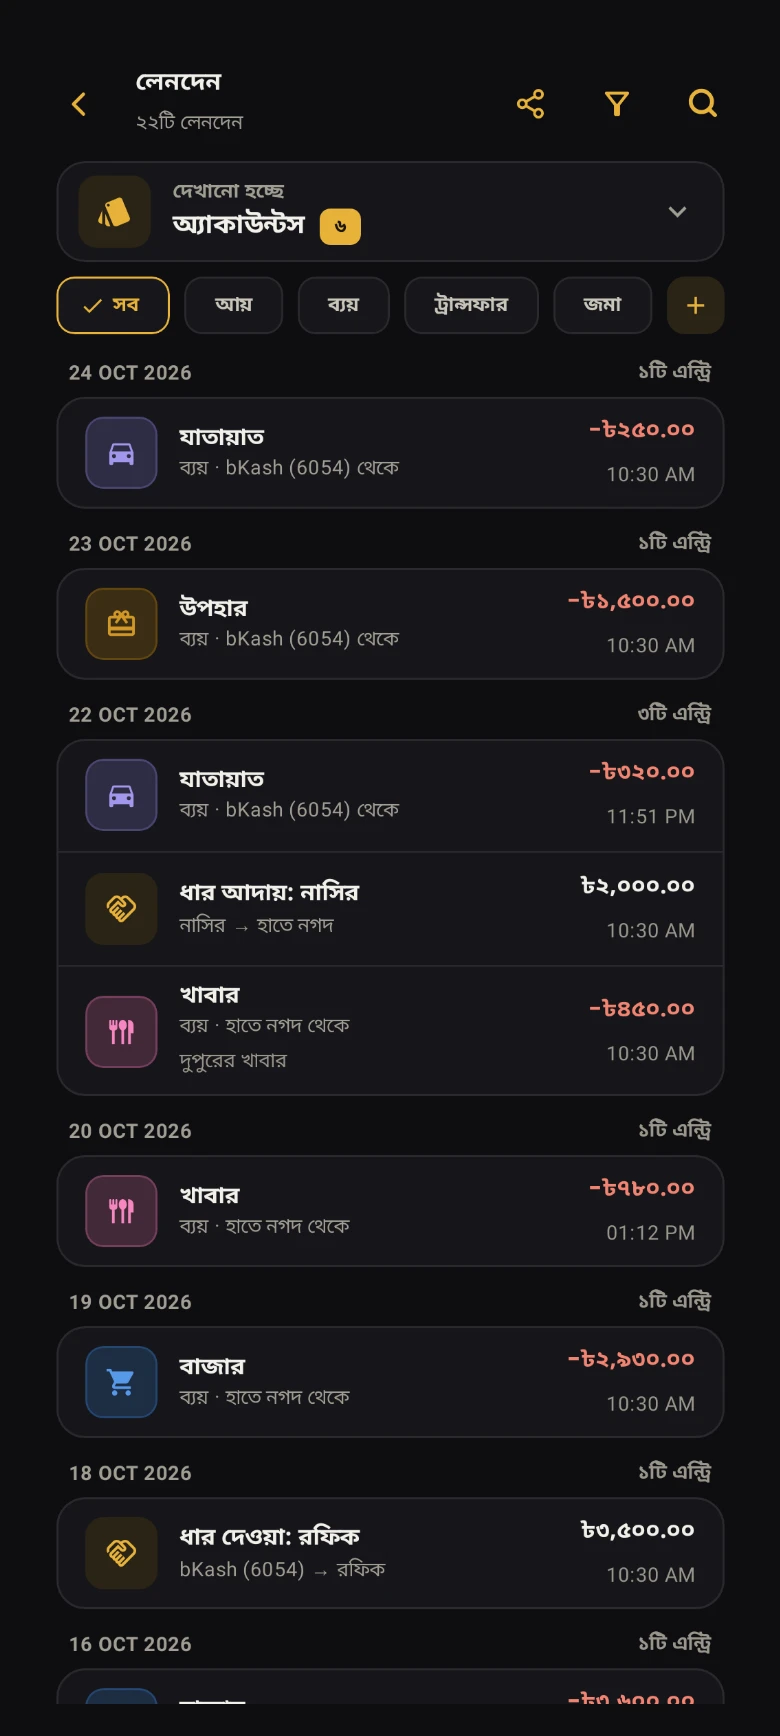 লেনদেন
২২টি লেনদেন
দেখানো হচ্ছে
অ্যাকাউন্টস ৬
সব আয় ব্যয় ট্রান্সফার জমা +
24 OCT 2026 ১টি এন্ট্রি
যাতায়াত −৳২৫০.০০
ব্যয় · bKash (6054) থেকে 10:30 AM
23 OCT 2026 ১টি এন্ট্রি
উপহার −৳১,৫০০.০০
ব্যয় · bKash (6054) থেকে 10:30 AM
22 OCT 2026 ৩টি এন্ট্রি
যাতায়াত −৳৩২০.০০
ব্যয় · bKash (6054) থেকে 11:51 PM
ধার আদায়: নাসির ৳২,০০০.০০
নাসির → হাতে নগদ 10:30 AM
খাবার −৳৪৫০.০০
ব্যয় · হাতে নগদ থেকে 10:30 AM
দুপুরের খাবার
20 OCT 2026 ১টি এন্ট্রি
খাবার −৳৭৮০.০০
ব্যয় · হাতে নগদ থেকে 01:12 PM
19 OCT 2026 ১টি এন্ট্রি
বাজার −৳২,৯৩০.০০
ব্যয় · হাতে নগদ থেকে 10:30 AM
18 OCT 2026 ১টি এন্ট্রি
ধার দেওয়া: রফিক ৳৩,৫০০.০০
bKash (6054) → রফিক 10:30 AM
16 OCT 2026 ১টি এন্ট্রি